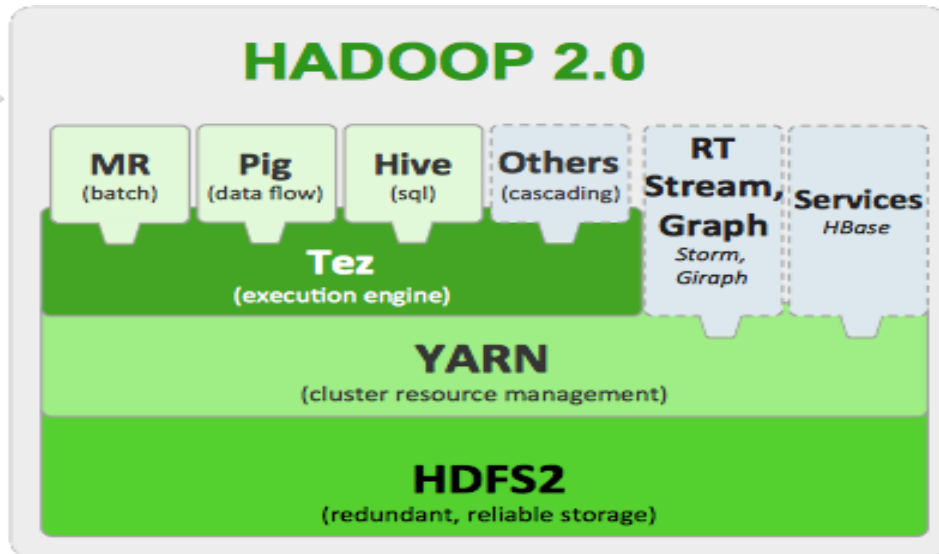 HADOOP 2.0
MR
(batch)
Pig
(data flow)
Hive
(sql)
Others
(cascading)
RT
Stream,
Graph
Storm,
Giraph
Services
HBase
Tez
(execution engine)
YARN
(cluster resource management)
HDFS2
(redundant, reliable storage)